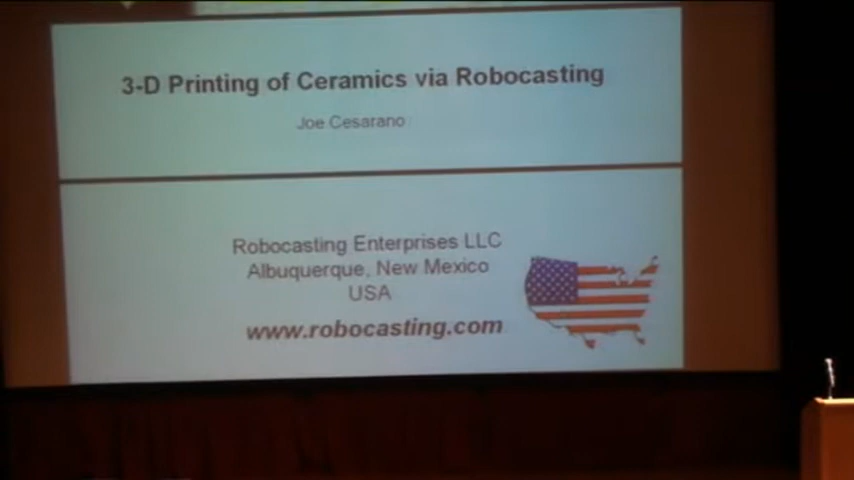 3-D Printing of Ceramics via Robocasting
Joe Cesarano
Robocasting Enterprises LLC
Albuquerque, New Mexico
USA
www.robocasting.com